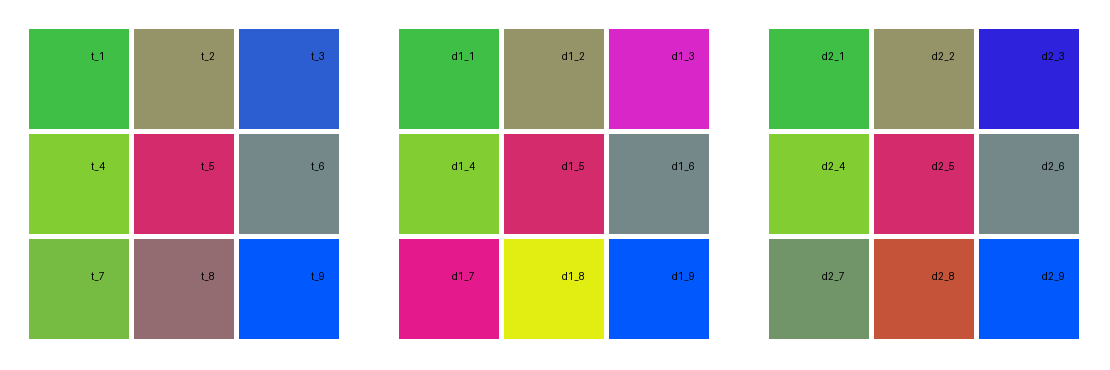 t_1 t_2 t_3 d1_1 d1_2 d1_3 d2_1 d2_2 d2_3
t_4 t_5 t_6 d1_4 d1_5 d1_6 d2_4 d2_5 d2_6
t_7 t_8 t_9 d1_7 d1_8 d1_9 d2_7 d2_8 d2_9